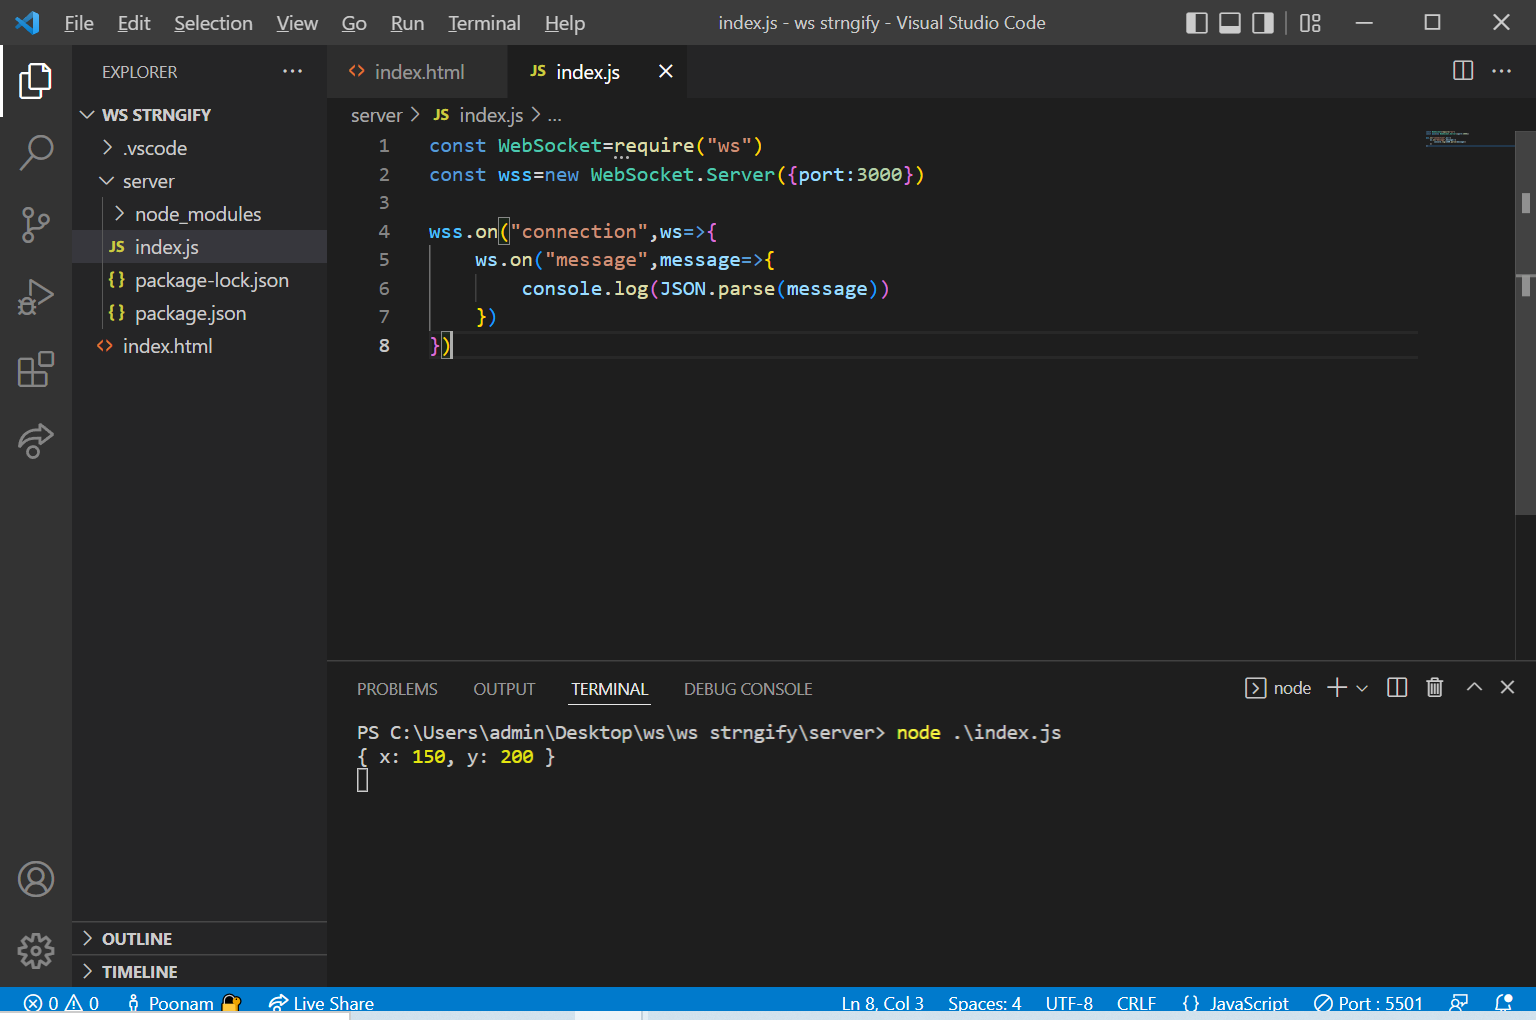 File Edit Selection View Go Run Terminal Help index.js - ws strngify - Visual Studio Code
EXPLORER
WS STRNGIFY
.vscode
server
node_modules
JS index.js
{} package-lock.json
{} package.json
<> index.html
OUTLINE
TIMELINE
<> index.html JS index.js
server > JS index.js > ...
1 const WebSocket=require("ws")
2 const wss=new WebSocket.Server({port:3000})
3
4 wss.on("connection",ws=>{
5     ws.on("message",message=>{
6         console.log(JSON.parse(message))
7     })
8 })
PROBLEMS OUTPUT TERMINAL DEBUG CONSOLE node
PS C:\Users\admin\Desktop\ws\ws strngify\server> node .\index.js
{ x: 150, y: 200 }
0 0 Poonam Live Share Ln 8, Col 3 Spaces: 4 UTF-8 CRLF {} JavaScript Port : 5501